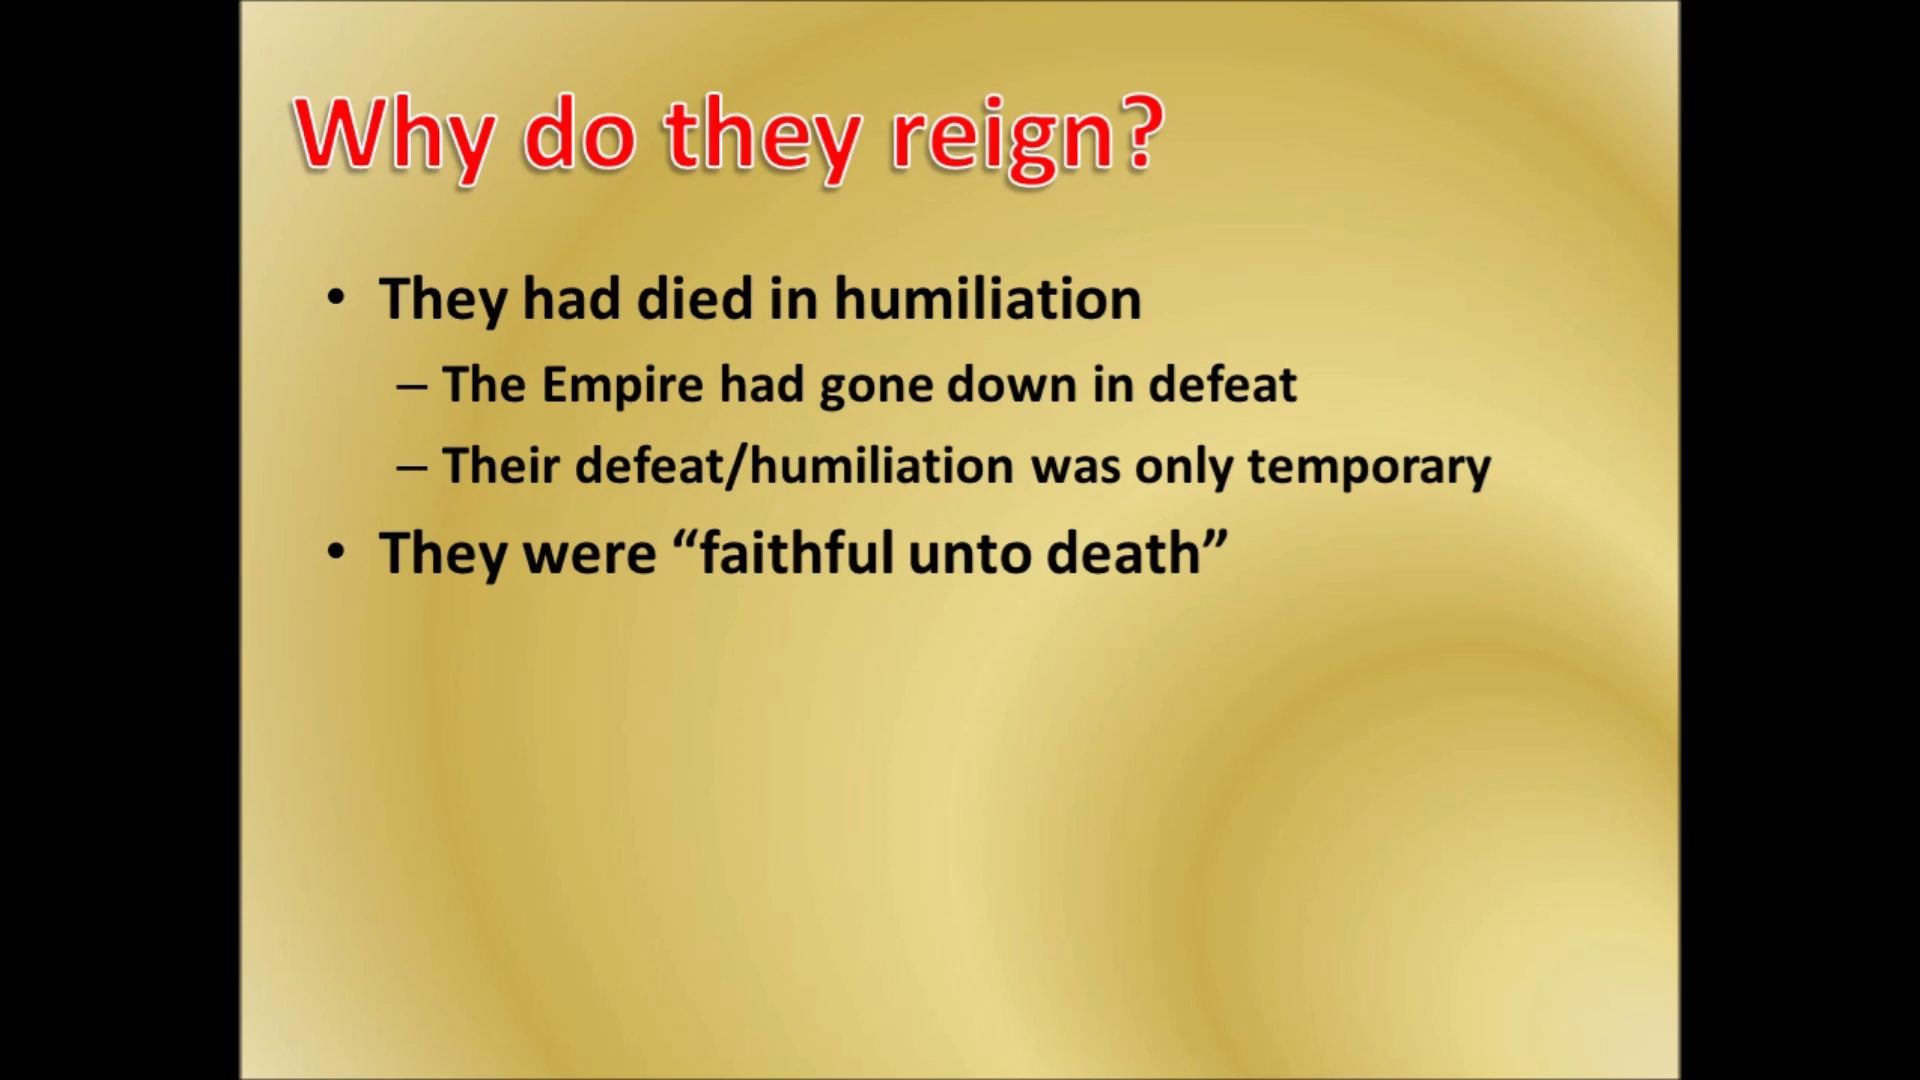 Why do they reign?
• They had died in humiliation
– The Empire had gone down in defeat
– Their defeat/humiliation was only temporary
• They were “faithful unto death”